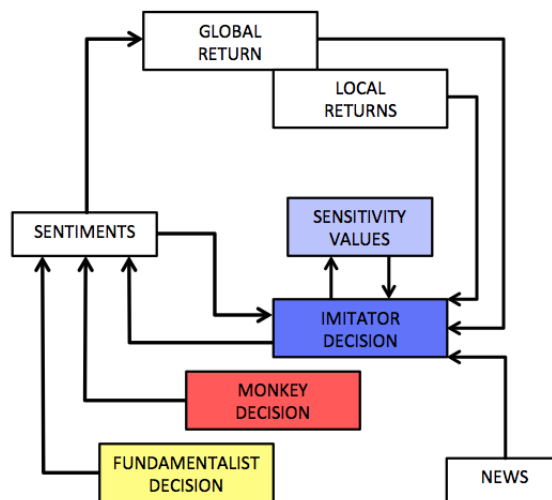 GLOBAL
RETURN
LOCAL
RETURNS
SENTIMENTS
SENSITIVITY
VALUES
IMITATOR
DECISION
MONKEY
DECISION
FUNDAMENTALIST
DECISION
NEWS